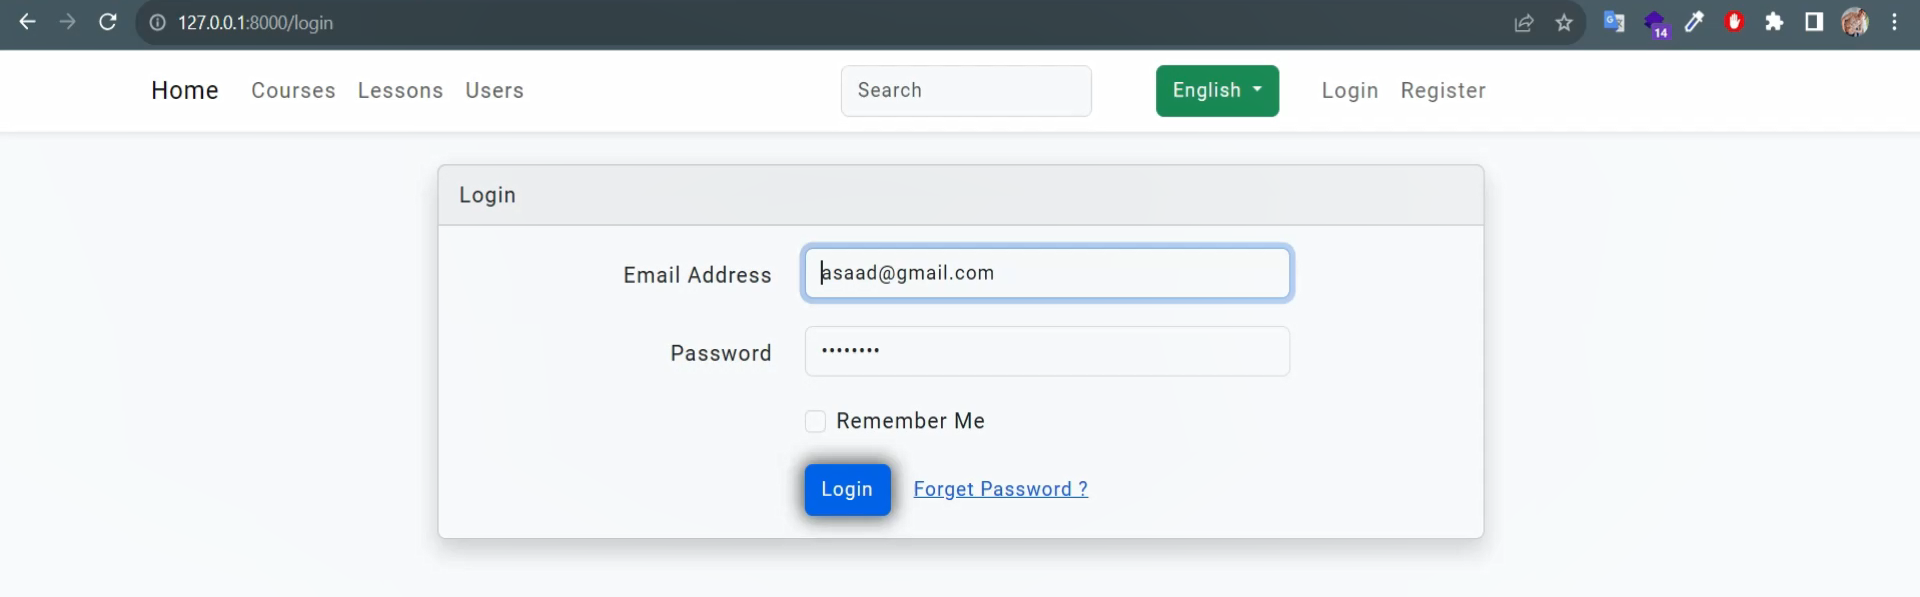 127.0.0.1:8000/login
14
Home Courses Lessons Users Search English Login Register
Login
Email Address asaad@gmail.com
Password ••••••••
Remember Me
Login Forget Password ?